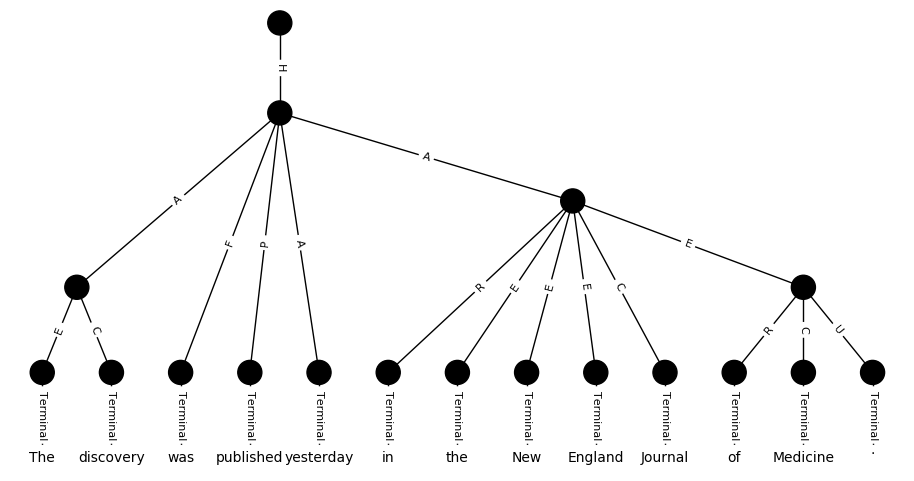 H
A
A
F
P
A
E
R
E
E
E
C
E
C
R
C
U
Terminal Terminal Terminal Terminal Terminal Terminal Terminal Terminal Terminal Terminal Terminal Terminal Terminal
The discovery was published yesterday in the New England Journal of Medicine .